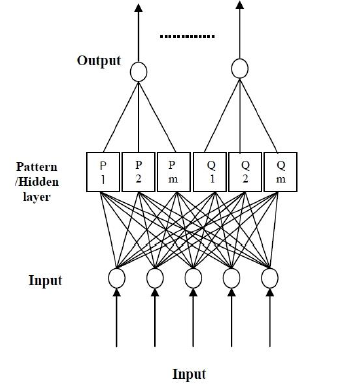 Output
Pattern
/Hidden
layer
P
1
P
2
P
m
Q
1
Q
2
Q
m
Input
Input